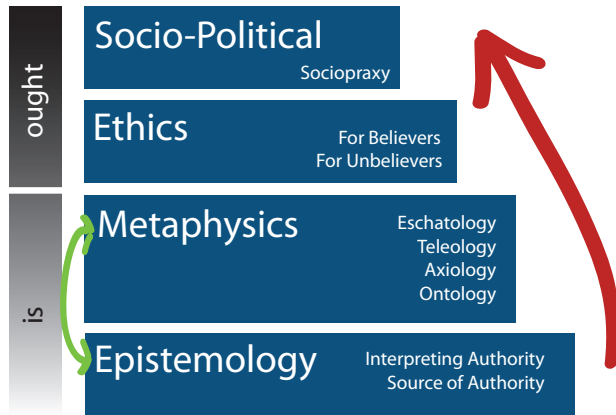 ought
Socio-Political
Sociopraxy
Ethics
For Believers
For Unbelievers
is
Metaphysics
Eschatology
Teleology
Axiology
Ontology
Epistemology
Interpreting Authority
Source of Authority